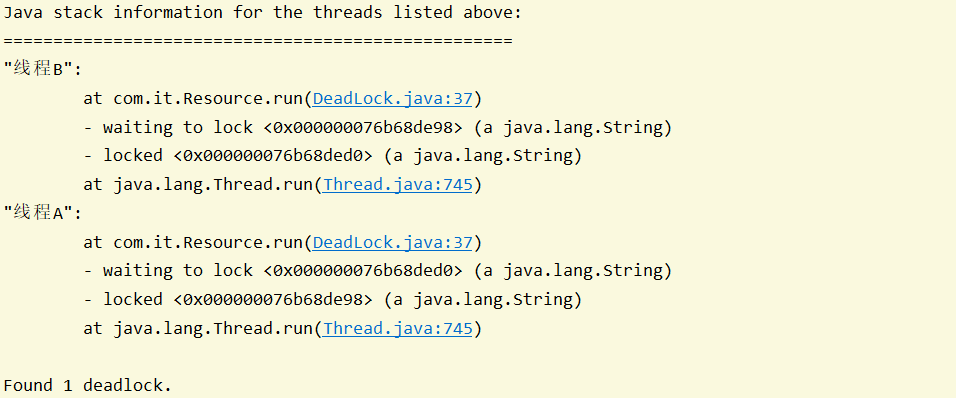 Java stack information for the threads listed above:
===================================================
"线程B":
        at com.it.Resource.run(DeadLock.java:37)
        - waiting to lock <0x000000076b68de98> (a java.lang.String)
        - locked <0x000000076b68ded0> (a java.lang.String)
        at java.lang.Thread.run(Thread.java:745)
"线程A":
        at com.it.Resource.run(DeadLock.java:37)
        - waiting to lock <0x000000076b68ded0> (a java.lang.String)
        - locked <0x000000076b68de98> (a java.lang.String)
        at java.lang.Thread.run(Thread.java:745)

Found 1 deadlock.